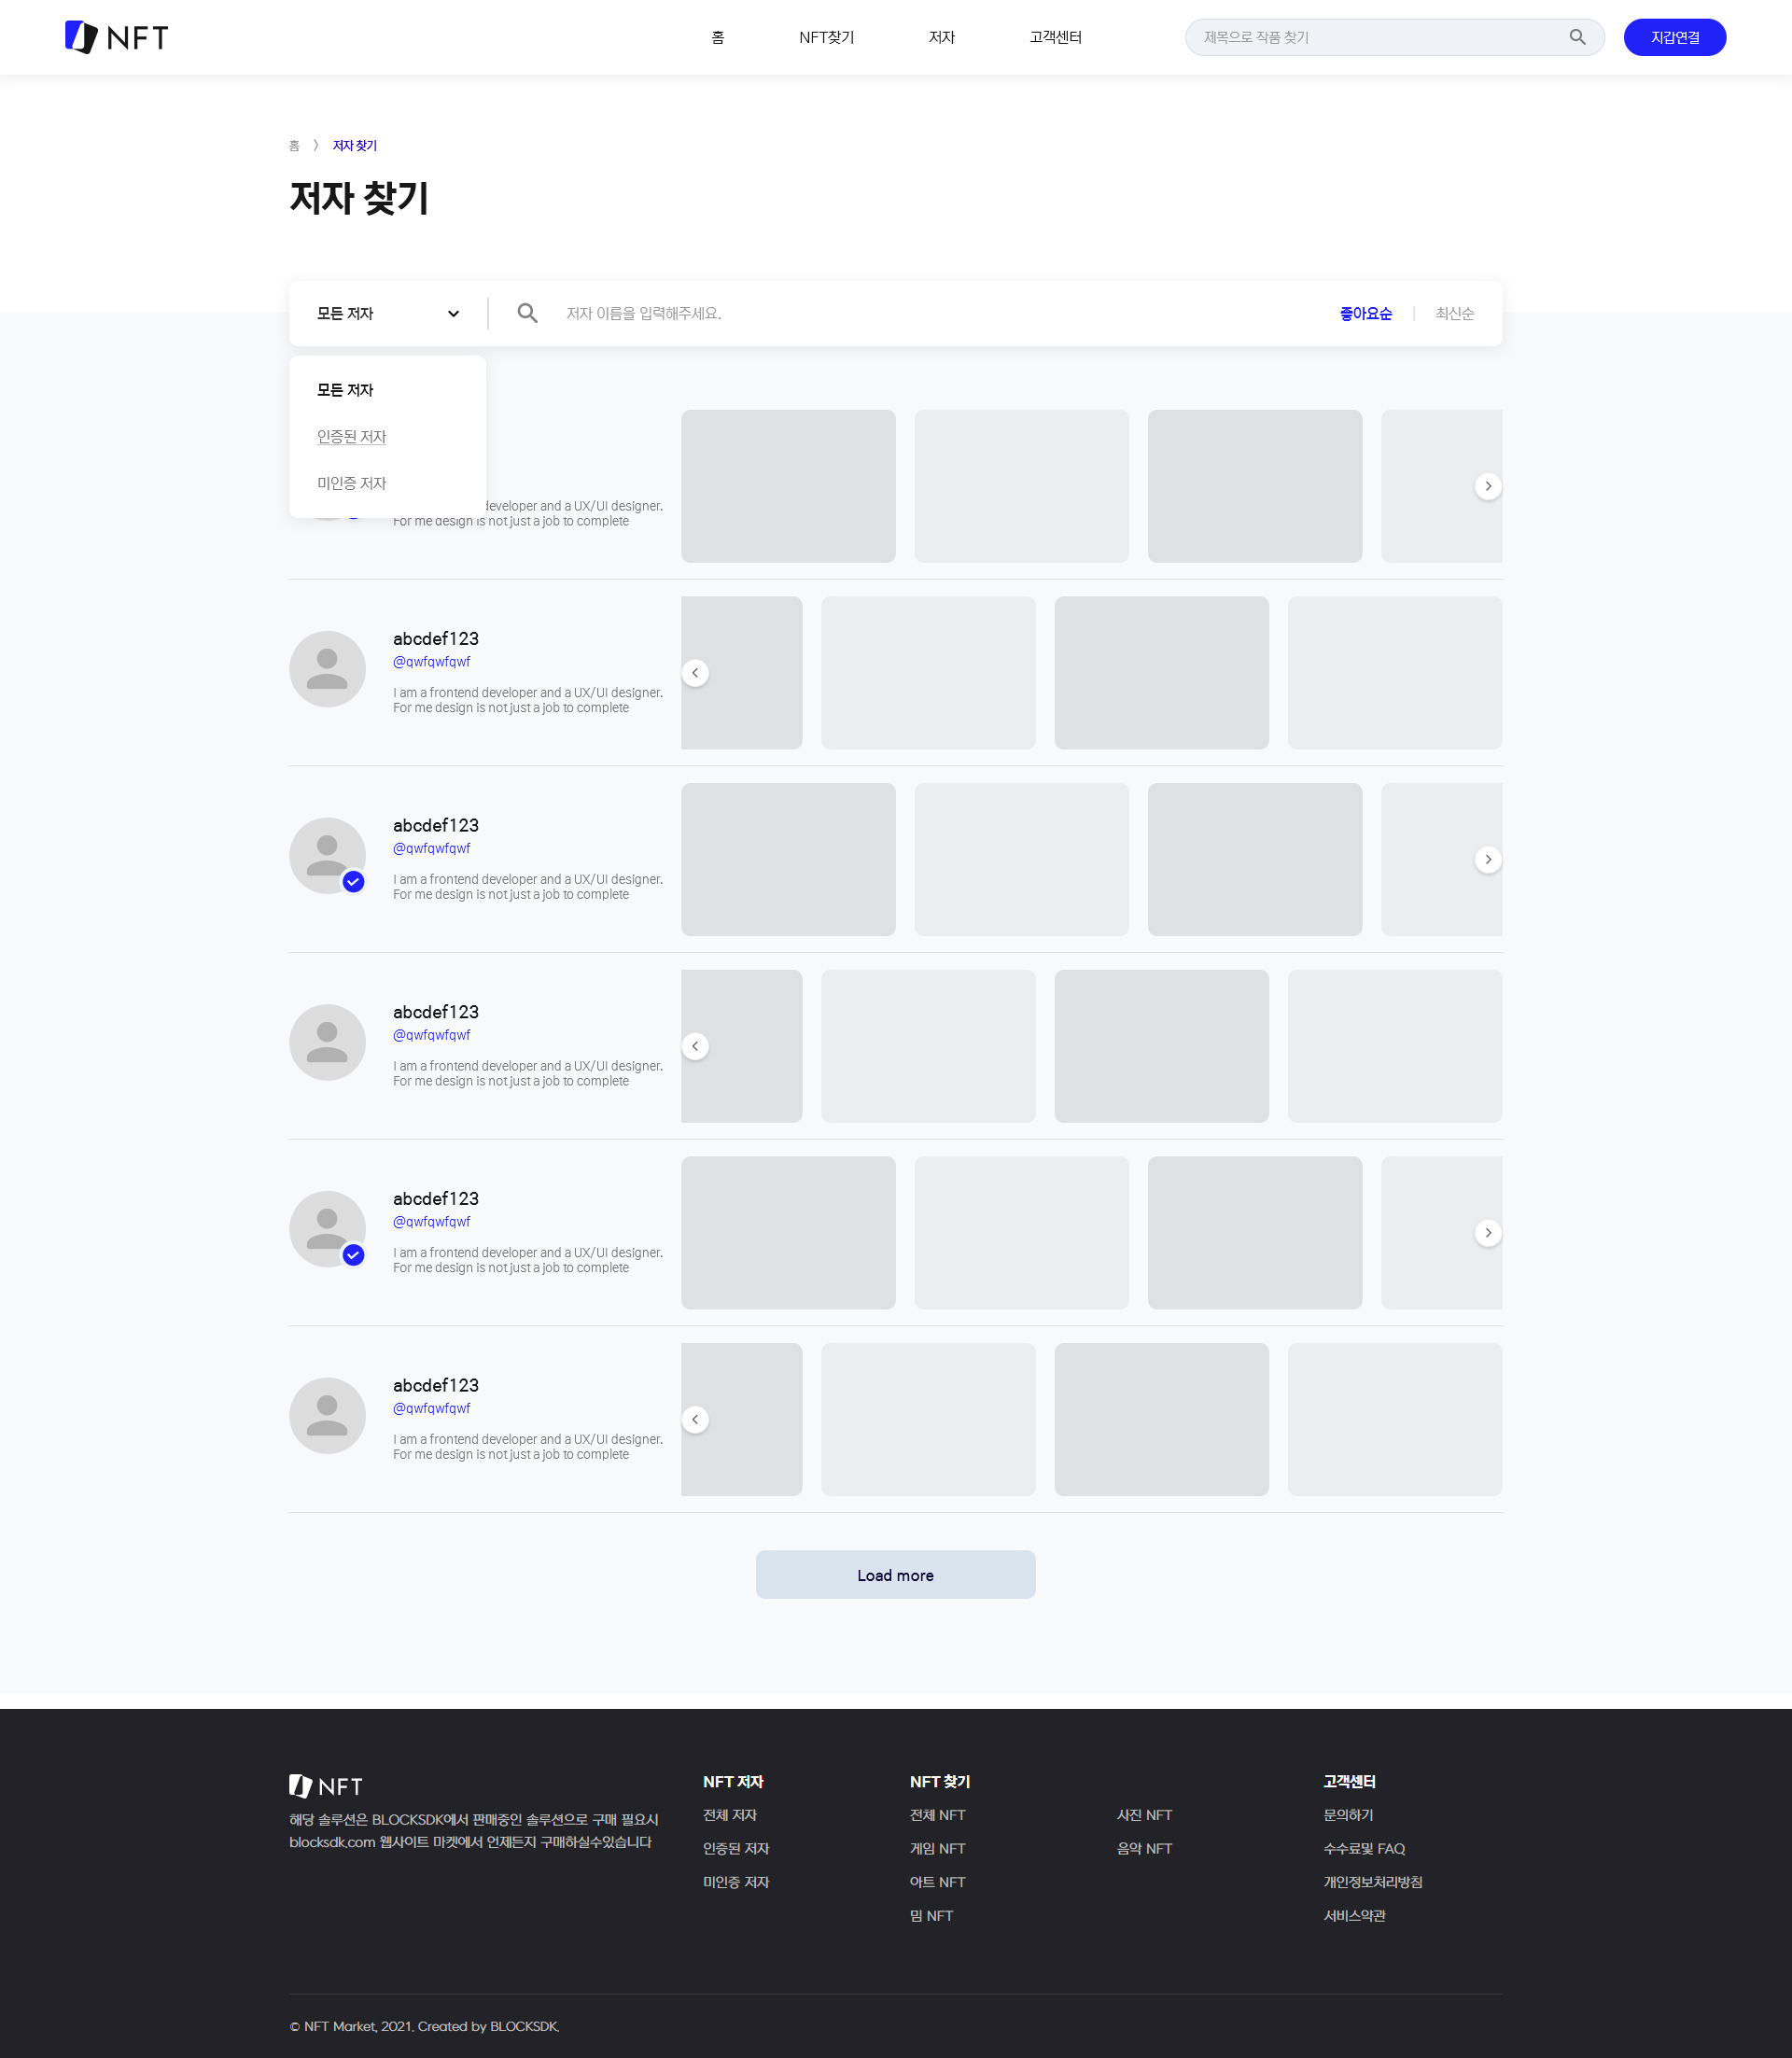 NFT
홈
NFT찾기
저자
고객센터
제목으로 작품 찾기
지갑연결
홈 > 저자 찾기
저자 찾기
모든 저자
저자 이름을 입력해주세요.
좋아요순 | 최신순
모든 저자
인증된 저자
미인증 저자
developer and a UX/UI designer.
For me design is not just a job to complete
abcdef123
@qwfqwfqwf
I am a frontend developer and a UX/UI designer.
For me design is not just a job to complete
abcdef123
@qwfqwfqwf
I am a frontend developer and a UX/UI designer.
For me design is not just a job to complete
abcdef123
@qwfqwfqwf
I am a frontend developer and a UX/UI designer.
For me design is not just a job to complete
abcdef123
@qwfqwfqwf
I am a frontend developer and a UX/UI designer.
For me design is not just a job to complete
abcdef123
@qwfqwfqwf
I am a frontend developer and a UX/UI designer.
For me design is not just a job to complete
Load more
NFT
해당 솔루션은 BLOCKSDK에서 판매중인 솔루션으로 구매 필요시
blocksdk.com 웹사이트 마켓에서 언제든지 구매하실수있습니다
NFT 저자
전체 저자
인증된 저자
미인증 저자
NFT 찾기
전체 NFT
게임 NFT
아트 NFT
밈 NFT
사진 NFT
음악 NFT
고객센터
문의하기
수수료및 FAQ
개인정보처리방침
서비스약관
© NFT Market, 2021. Created by BLOCKSDK.